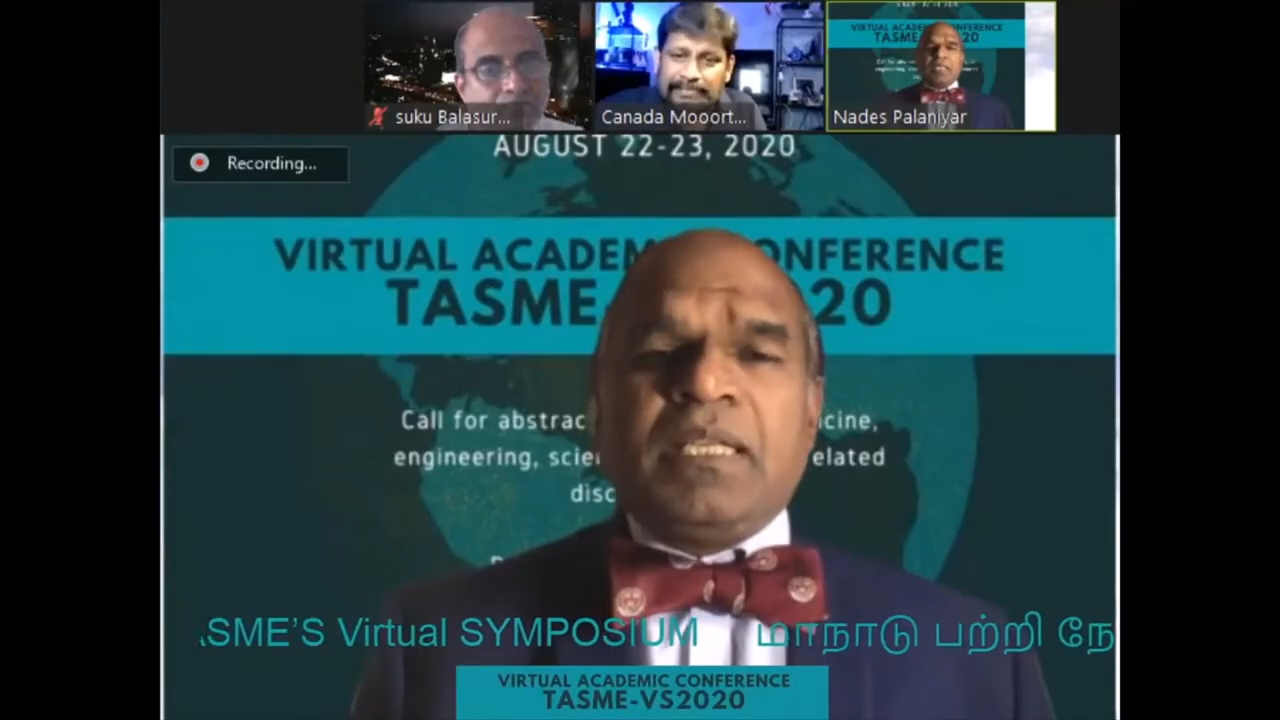 suku Balasur...
Canada Mooort...
Nades Palaniyar
Recording...
AUGUST 22-23, 2020
VIRTUAL ACADEM ONFERENCE
TASME- 20
Call for abstrac icine,
engineering, scie elated
disc
SME'S Virtual SYMPOSIUM மாநாடு பற்றி நே
VIRTUAL ACADEMIC CONFERENCE
TASME-VS2020